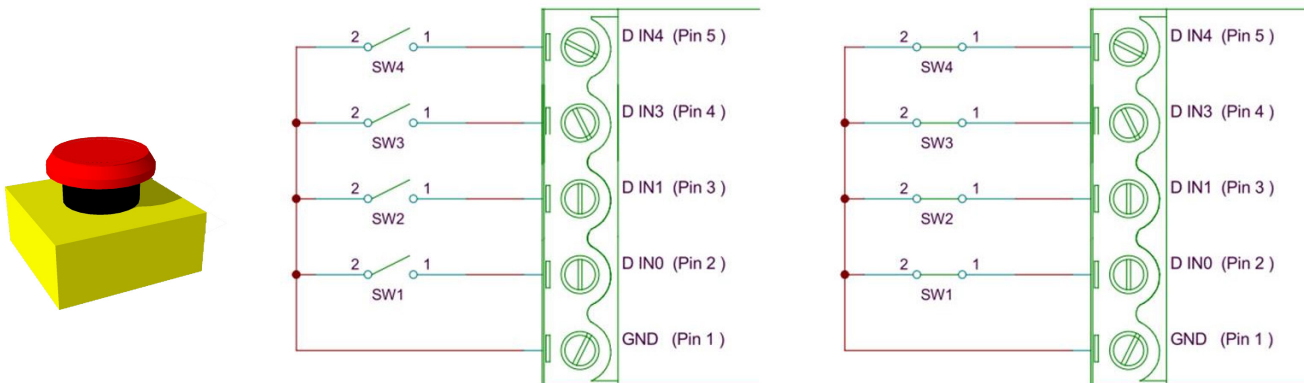 2 1 D IN4 (Pin 5)
SW4
2 1 D IN3 (Pin 4)
SW3
2 1 D IN1 (Pin 3)
SW2
2 1 D IN0 (Pin 2)
SW1
GND (Pin 1)
2 1 D IN4 (Pin 5)
SW4
2 1 D IN3 (Pin 4)
SW3
2 1 D IN1 (Pin 3)
SW2
2 1 D IN0 (Pin 2)
SW1
GND (Pin 1)